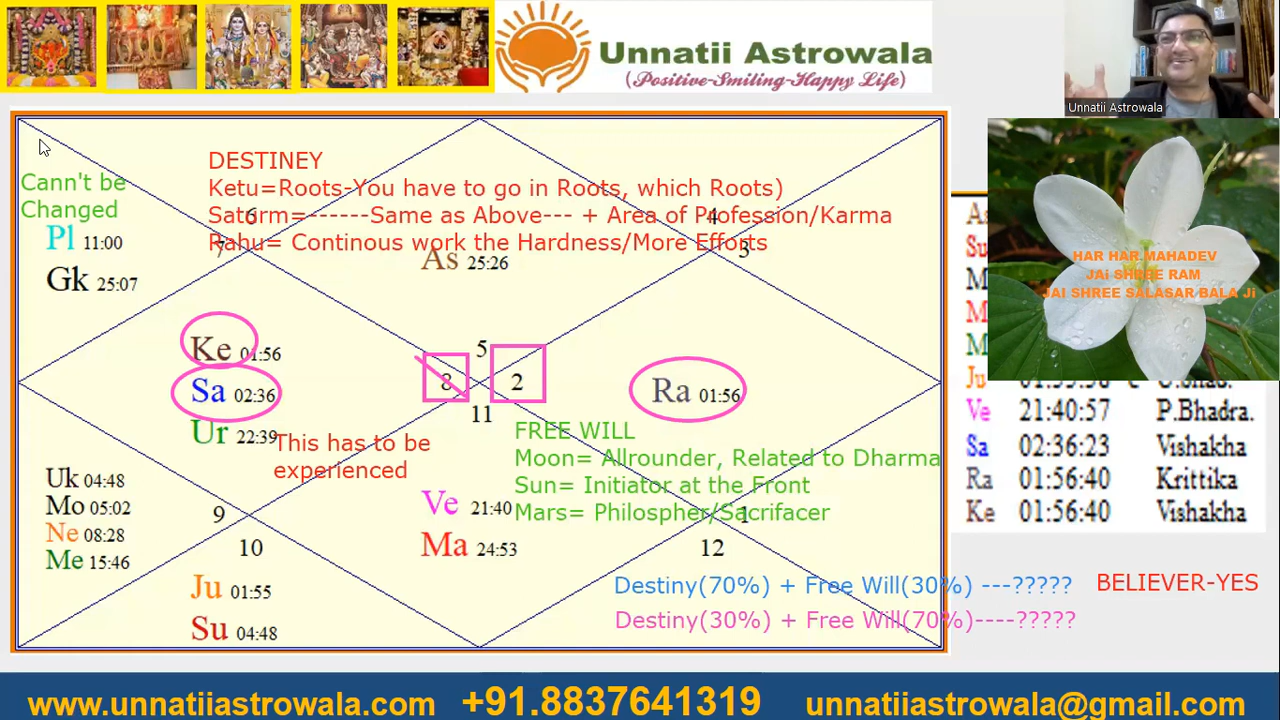 Unnatii Astrowala
(Positive-Smiling-Happy Life)
Unnatii Astrowala
DESTINEY
Ketu=Roots-You have to go in Roots, which Roots)
Saturm=------Same as Above--- + Area of Profession/Karma
Rahu= Continous work the Hardness/More Efforts
Cann't be
Changed
Pl 11:00
Gk 25:07
6
7
As 25:26
4
3
HAR HAR MAHADEV
JAi SHREE RAM
JAI SHREE SALASAR BALA Ji
As
Su
M
M
M
Ju
Ve 21:40:57 P.Bhadra.
Sa 02:36:23 Vishakha
Ra 01:56:40 Krittika
Ke 01:56:40 Vishakha
Ke 01:56
Sa 02:36
Ur 22:39
5
8
2
11
Ra 01:56
This has to be
experienced
FREE WILL
Moon= Allrounder, Related to Dharma
Sun= Initiator at the Front
Mars= Philospher/Sacrifacer
Uk 04:48
Mo 05:02
Ne 08:28
Me 15:46
9
10
Ve 21:40
Ma 24:53
1
12
Ju 01:55
Su 04:48
Destiny(70%) + Free Will(30%) ---?????
BELIEVER-YES
Destiny(30%) + Free Will(70%)----?????
www.unnatiiastrowala.com +91.8837641319 unnatiiastrowala@gmail.com